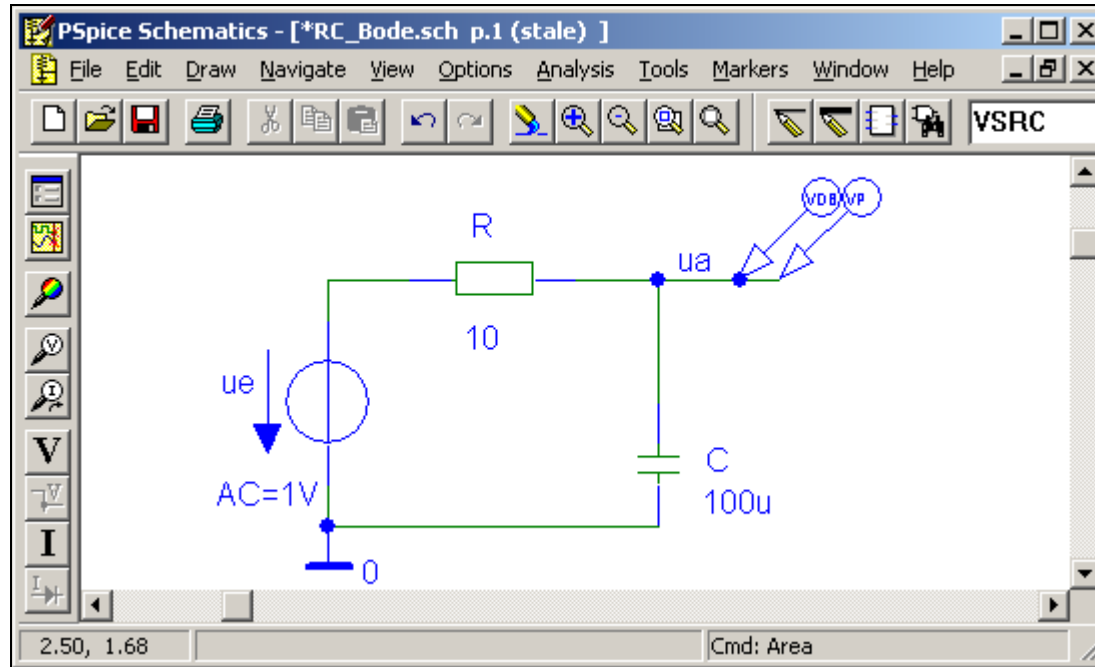 PSpice Schematics - [*RC_Bode.sch p.1 (stale) ]
File Edit Draw Navigate View Options Analysis Tools Markers Window Help
VSRC
VDB VP
R
ua
10
ue
C
AC=1V
100u
0
V
I
V
V
I
I
2.50, 1.68
Cmd: Area